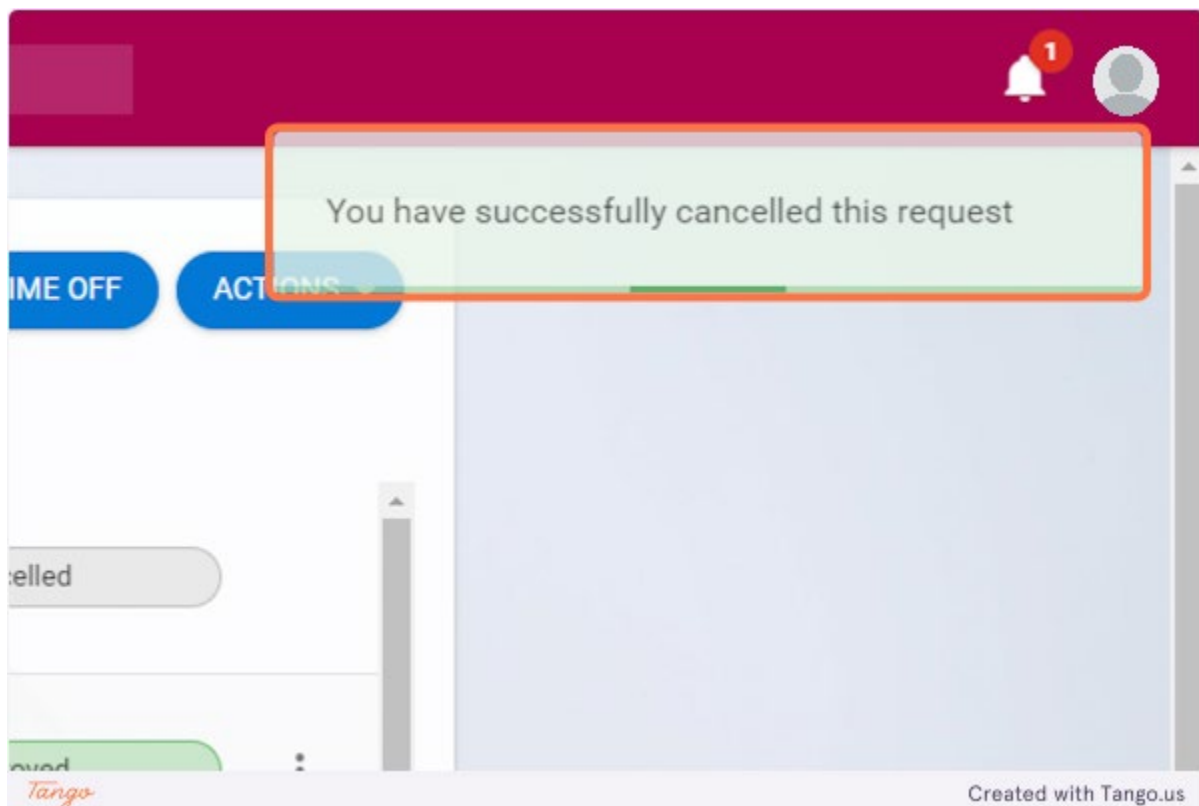 1
You have successfully cancelled this request
IME OFF
ACTIONS
celled
oved
Tango
Created with Tango.us